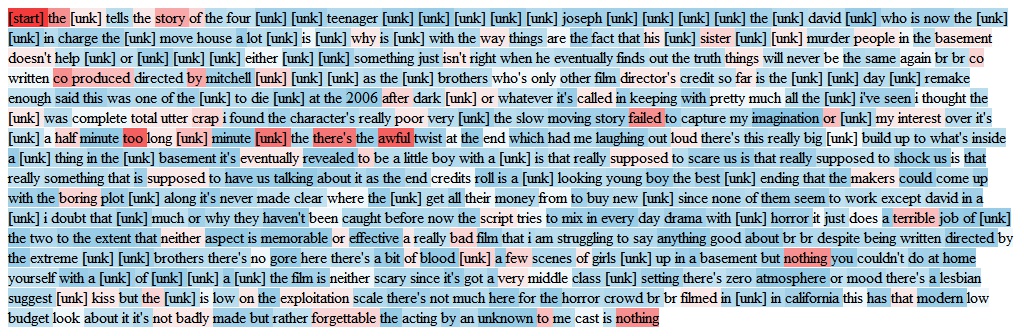 [start] the [unk] tells the story of the four [unk] [unk] teenager [unk] [unk] [unk] [unk] [unk] joseph [unk] [unk] [unk] [unk] the [unk] david [unk] who is now the [unk]
[unk] in charge the [unk] move house a lot [unk] is [unk] why is [unk] with the way things are the fact that his [unk] sister [unk] [unk] murder people in the basement
doesn't help [unk] or [unk] [unk] [unk] either [unk] [unk] something just isn't right when he eventually finds out the truth things will never be the same again br br co
written co produced directed by mitchell [unk] [unk] [unk] as the [unk] brothers who's only other film director's credit so far is the [unk] [unk] day [unk] remake
enough said this was one of the [unk] to die [unk] at the 2006 after dark [unk] or whatever it's called in keeping with pretty much all the [unk] i've seen i thought the
[unk] was complete total utter crap i found the character's really poor very [unk] the slow moving story failed to capture my imagination or [unk] my interest over it's
[unk] a half minute too long [unk] minute [unk] the there's the awful twist at the end which had me laughing out loud there's this really big [unk] build up to what's inside
a [unk] thing in the [unk] basement it's eventually revealed to be a little boy with a [unk] is that really supposed to scare us is that really supposed to shock us is that
really something that is supposed to have us talking about it as the end credits roll is a [unk] looking young boy the best [unk] ending that the makers could come up
with the boring plot [unk] along it's never made clear where the [unk] get all their money from to buy new [unk] since none of them seem to work except david in a
[unk] i doubt that [unk] much or why they haven't been caught before now the script tries to mix in every day drama with [unk] horror it just does a terrible job of [unk]
the two to the extent that neither aspect is memorable or effective a really bad film that i am struggling to say anything good about br br despite being written directed by
the extreme [unk] [unk] brothers there's no gore here there's a bit of blood [unk] a few scenes of girls [unk] up in a basement but nothing you couldn't do at home
yourself with a [unk] of [unk] [unk] a [unk] the film is neither scary since it's got a very middle class [unk] setting there's zero atmosphere or mood there's a lesbian
suggest [unk] kiss but the [unk] is low on the exploitation scale there's not much here for the horror crowd br br filmed in [unk] in california this has that modern low
budget look about it it's not badly made but rather forgettable the acting by an unknown to me cast is nothing